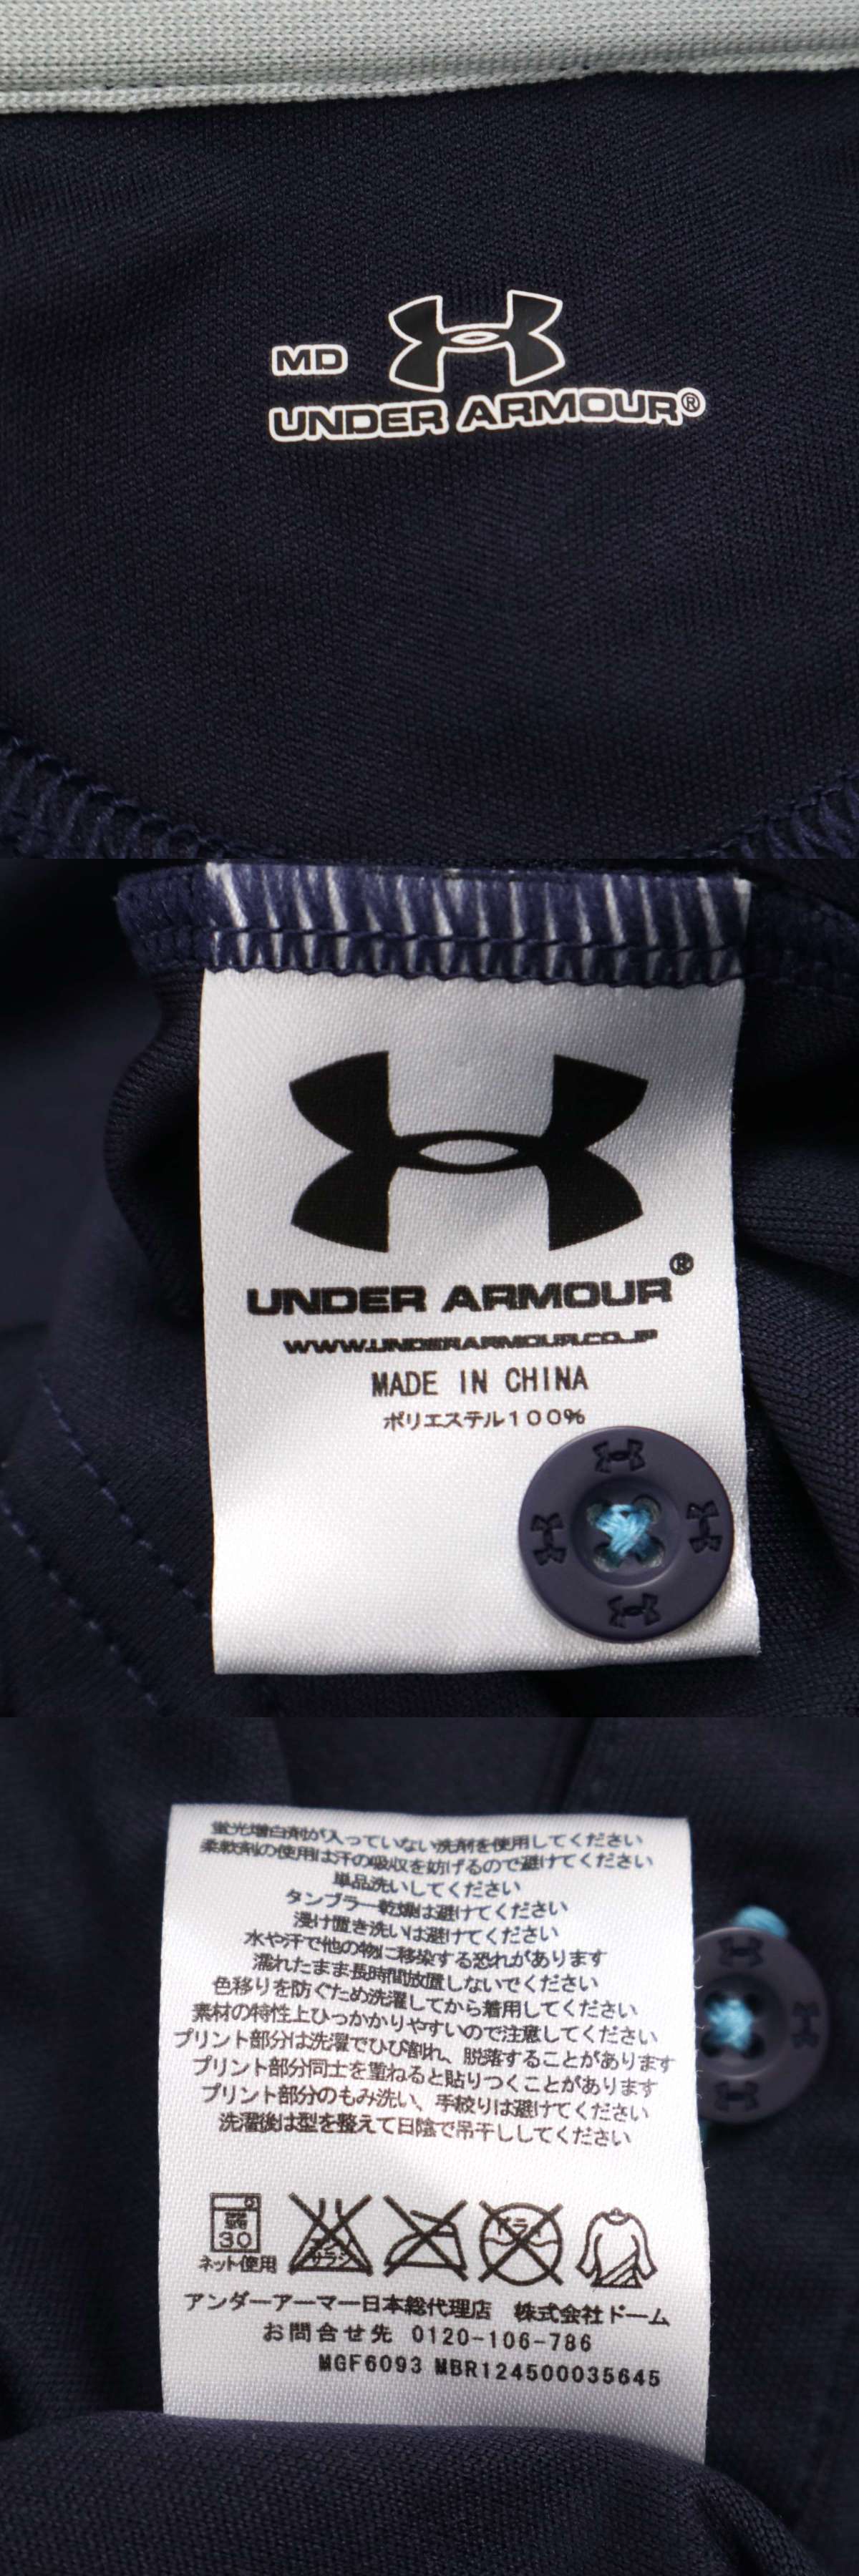 MD
UNDER ARMOUR®
UNDER ARMOUR®
WWW.UNDERARMOUR.CO.JP
MADE IN CHINA
ポリエステル100%
蛍光増白剤が入っていない洗剤を使用してください
柔軟剤の使用は汗の吸収を妨げるので避けてください
単品洗いしてください
タンブラー乾燥は避けてください
浸け置き洗いは避けてください
水や汗で他の物に移染する恐れがあります
濡れたまま長時間放置しないでください
色移りを防ぐため洗濯してから着用してください
素材の特性上ひっかかりやすいので注意してください
プリント部分は洗濯でひび割れ、脱落することがあります
プリント部分同士を重ねると貼りつくことがあります
プリント部分のもみ洗い、手絞りは避けてください
洗濯後は型を整えて日陰で吊干ししてください
30
エンソ
サラシ
ドライ
ネット使用
アンダーアーマー日本総代理店 株式会社ドーム
お問合せ先 0120-106-786
MGF6093 MBR124500035645